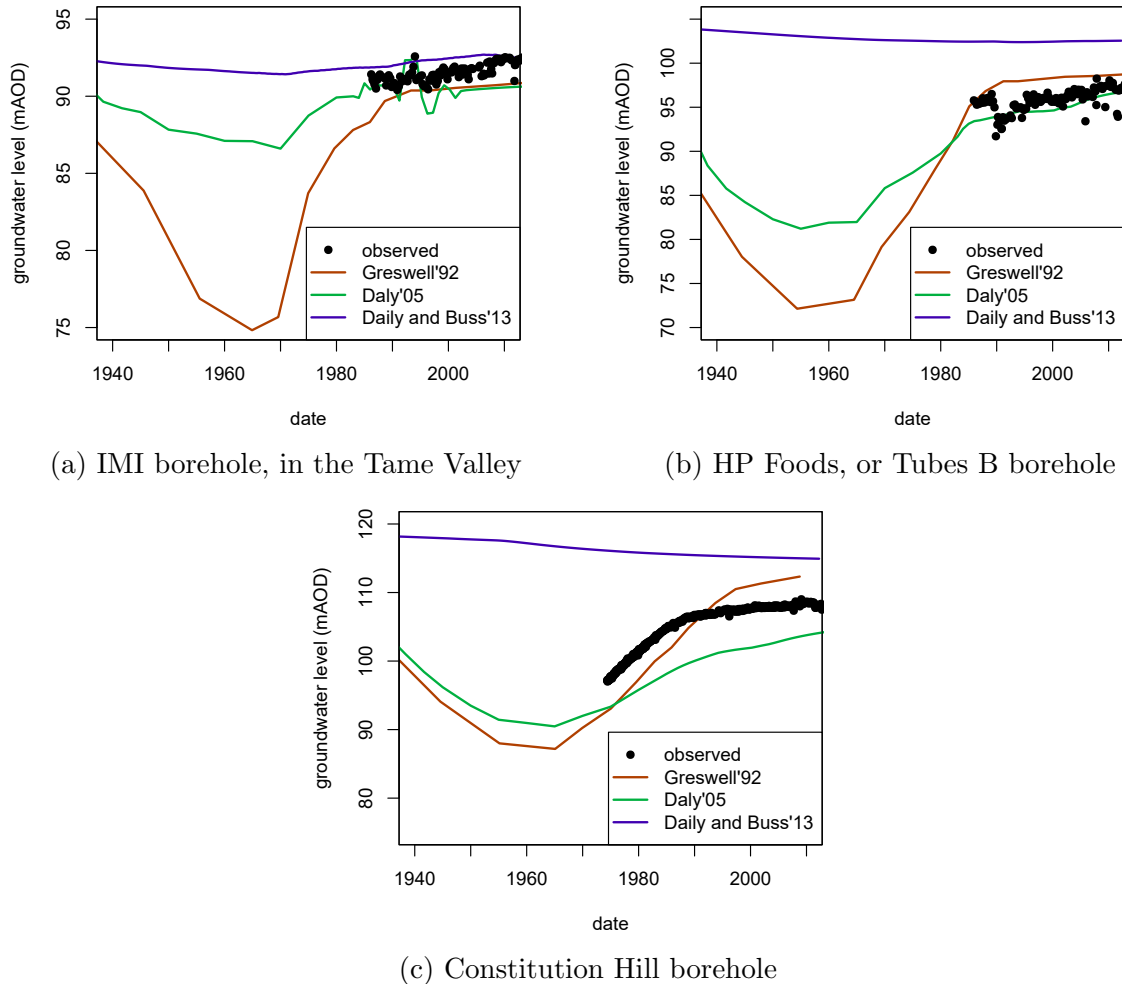 95
90
85
80
75
groundwater level (mAOD)
observed
Greswell'92
Daly'05
Daily and Buss'13
1940 1960 1980 2000
date
(a) IMI borehole, in the Tame Valley
100
95
90
85
80
75
70
groundwater level (mAOD)
observed
Greswell'92
Daly'05
Daily and Buss'13
1940 1960 1980 2000
date
(b) HP Foods, or Tubes B borehole
120
110
100
90
80
groundwater level (mAOD)
observed
Greswell'92
Daly'05
Daily and Buss'13
1940 1960 1980 2000
date
(c) Constitution Hill borehole